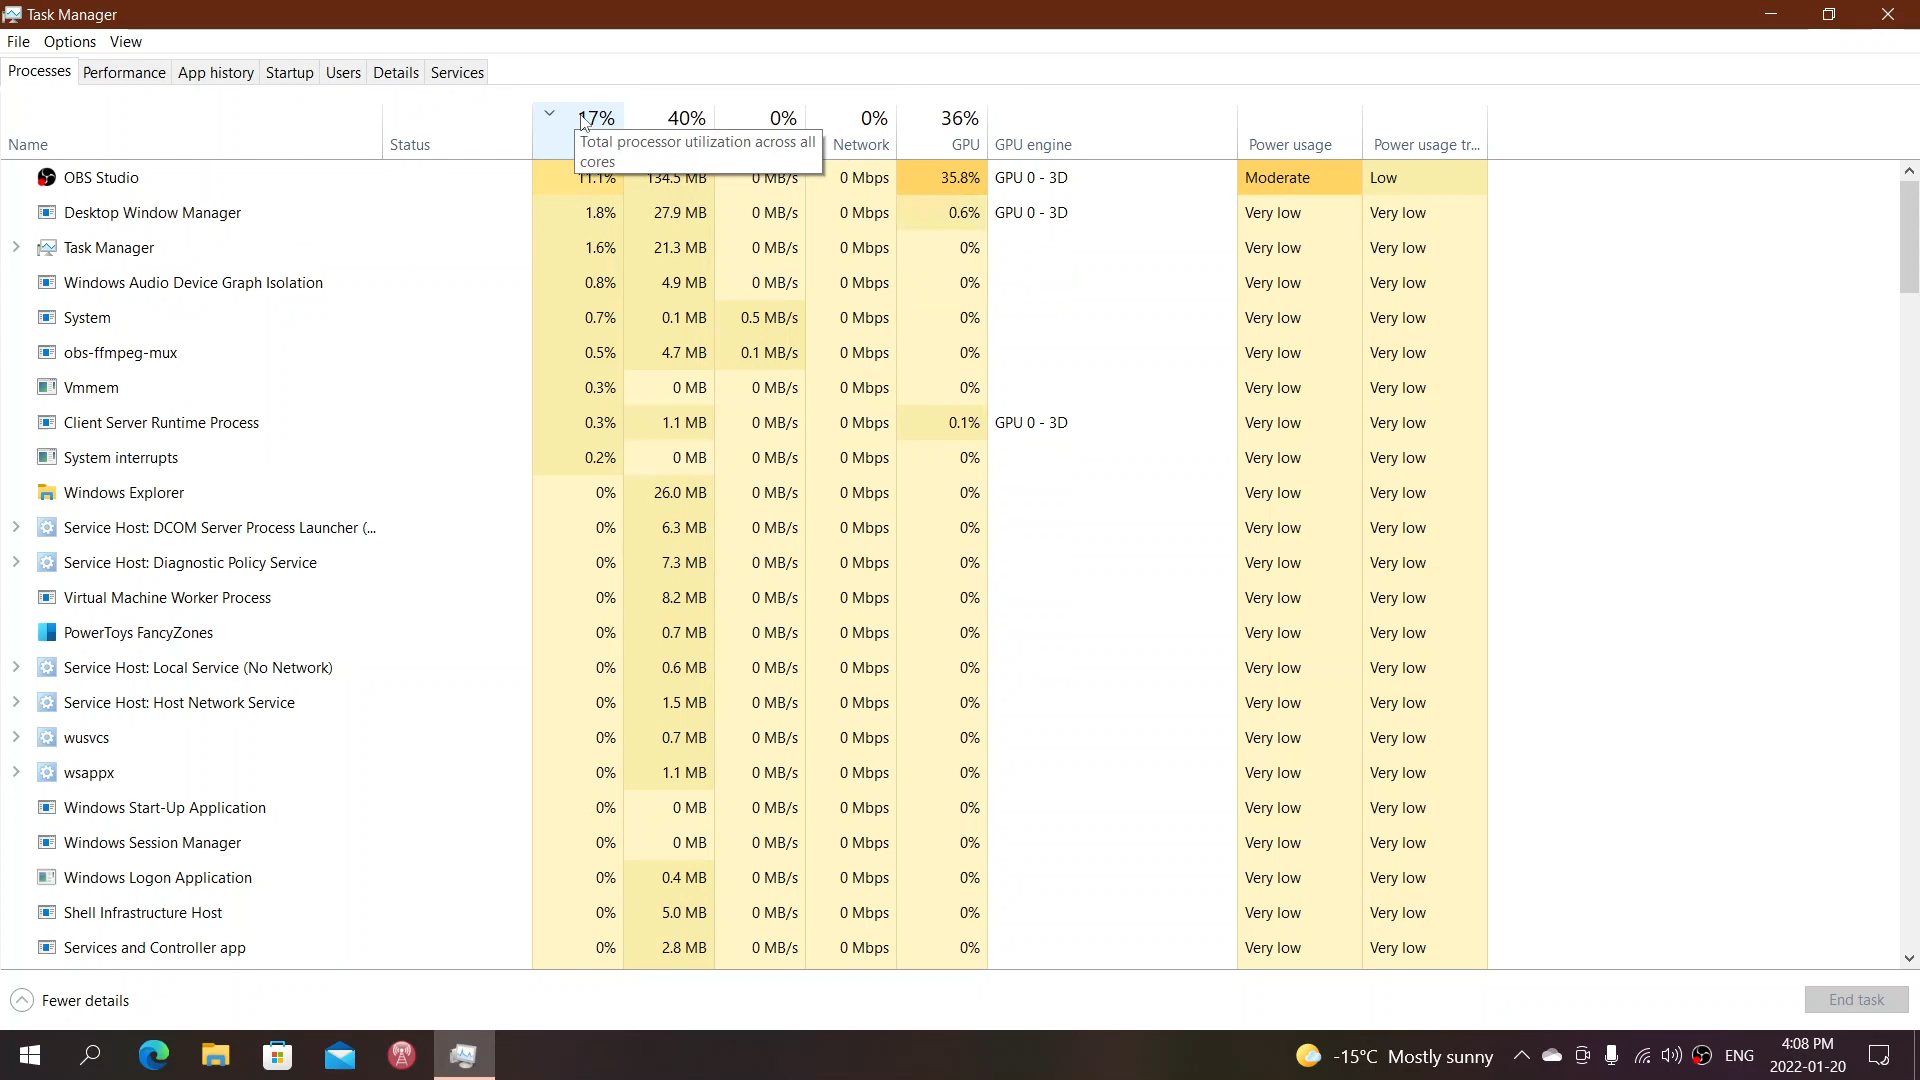 Task Manager
File Options View
Processes Performance App history Startup Users Details Services
17% 40% 0% 0% 36%
Name Status Network GPU GPU engine Power usage Power usage tr...
Total processor utilization across all
cores
OBS Studio 11.1% 134.5 MB 0 MB/s 0 Mbps 35.8% GPU 0 - 3D Moderate Low
Desktop Window Manager 1.8% 27.9 MB 0 MB/s 0 Mbps 0.6% GPU 0 - 3D Very low Very low
Task Manager 1.6% 21.3 MB 0 MB/s 0 Mbps 0% Very low Very low
Windows Audio Device Graph Isolation 0.8% 4.9 MB 0 MB/s 0 Mbps 0% Very low Very low
System 0.7% 0.1 MB 0.5 MB/s 0 Mbps 0% Very low Very low
obs-ffmpeg-mux 0.5% 4.7 MB 0.1 MB/s 0 Mbps 0% Very low Very low
Vmmem 0.3% 0 MB 0 MB/s 0 Mbps 0% Very low Very low
Client Server Runtime Process 0.3% 1.1 MB 0 MB/s 0 Mbps 0.1% GPU 0 - 3D Very low Very low
System interrupts 0.2% 0 MB 0 MB/s 0 Mbps 0% Very low Very low
Windows Explorer 0% 26.0 MB 0 MB/s 0 Mbps 0% Very low Very low
Service Host: DCOM Server Process Launcher (... 0% 6.3 MB 0 MB/s 0 Mbps 0% Very low Very low
Service Host: Diagnostic Policy Service 0% 7.3 MB 0 MB/s 0 Mbps 0% Very low Very low
Virtual Machine Worker Process 0% 8.2 MB 0 MB/s 0 Mbps 0% Very low Very low
PowerToys FancyZones 0% 0.7 MB 0 MB/s 0 Mbps 0% Very low Very low
Service Host: Local Service (No Network) 0% 0.6 MB 0 MB/s 0 Mbps 0% Very low Very low
Service Host: Host Network Service 0% 1.5 MB 0 MB/s 0 Mbps 0% Very low Very low
wusvcs 0% 0.7 MB 0 MB/s 0 Mbps 0% Very low Very low
wsappx 0% 1.1 MB 0 MB/s 0 Mbps 0% Very low Very low
Windows Start-Up Application 0% 0 MB 0 MB/s 0 Mbps 0% Very low Very low
Windows Session Manager 0% 0 MB 0 MB/s 0 Mbps 0% Very low Very low
Windows Logon Application 0% 0.4 MB 0 MB/s 0 Mbps 0% Very low Very low
Shell Infrastructure Host 0% 5.0 MB 0 MB/s 0 Mbps 0% Very low Very low
Services and Controller app 0% 2.8 MB 0 MB/s 0 Mbps 0% Very low Very low
Fewer details End task
-15°C Mostly sunny ENG 4:08 PM
2022-01-20